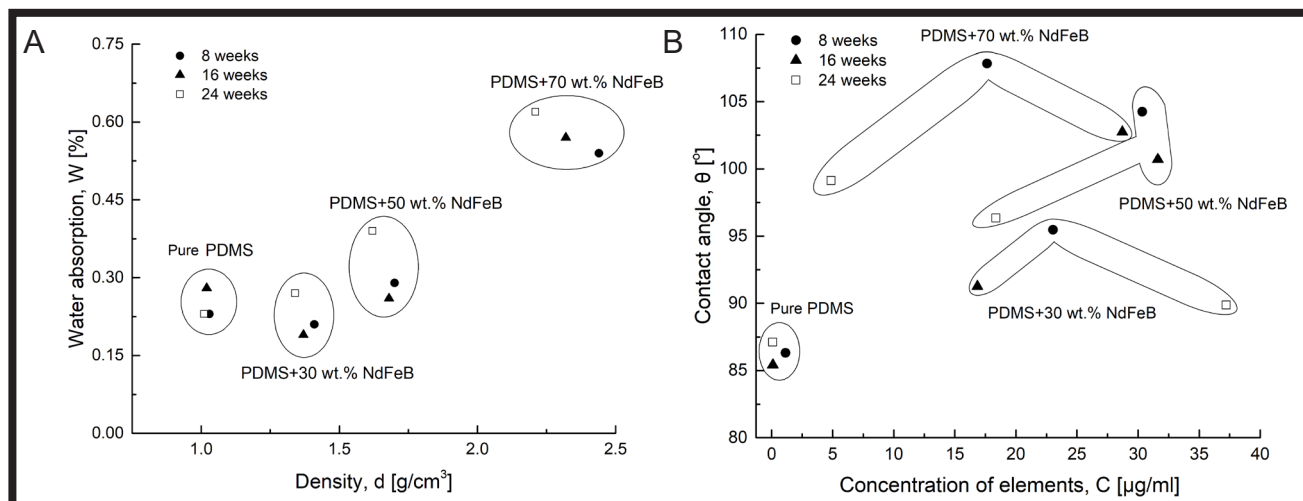 A
8 weeks
16 weeks
24 weeks
0.75
0.60
0.45
0.30
0.15
0.00
Water absorption, W [%]
PDMS+70 wt.% NdFeB
PDMS+50 wt.% NdFeB
Pure PDMS
PDMS+30 wt.% NdFeB
1.0 1.5 2.0 2.5
Density, d [g/cm³]
B
8 weeks
16 weeks
24 weeks
110
105
100
95
90
85
80
Contact angle, θ [°]
PDMS+70 wt.% NdFeB
PDMS+50 wt.% NdFeB
PDMS+30 wt.% NdFeB
Pure PDMS
0 5 10 15 20 25 30 35 40
Concentration of elements, C [µg/ml]